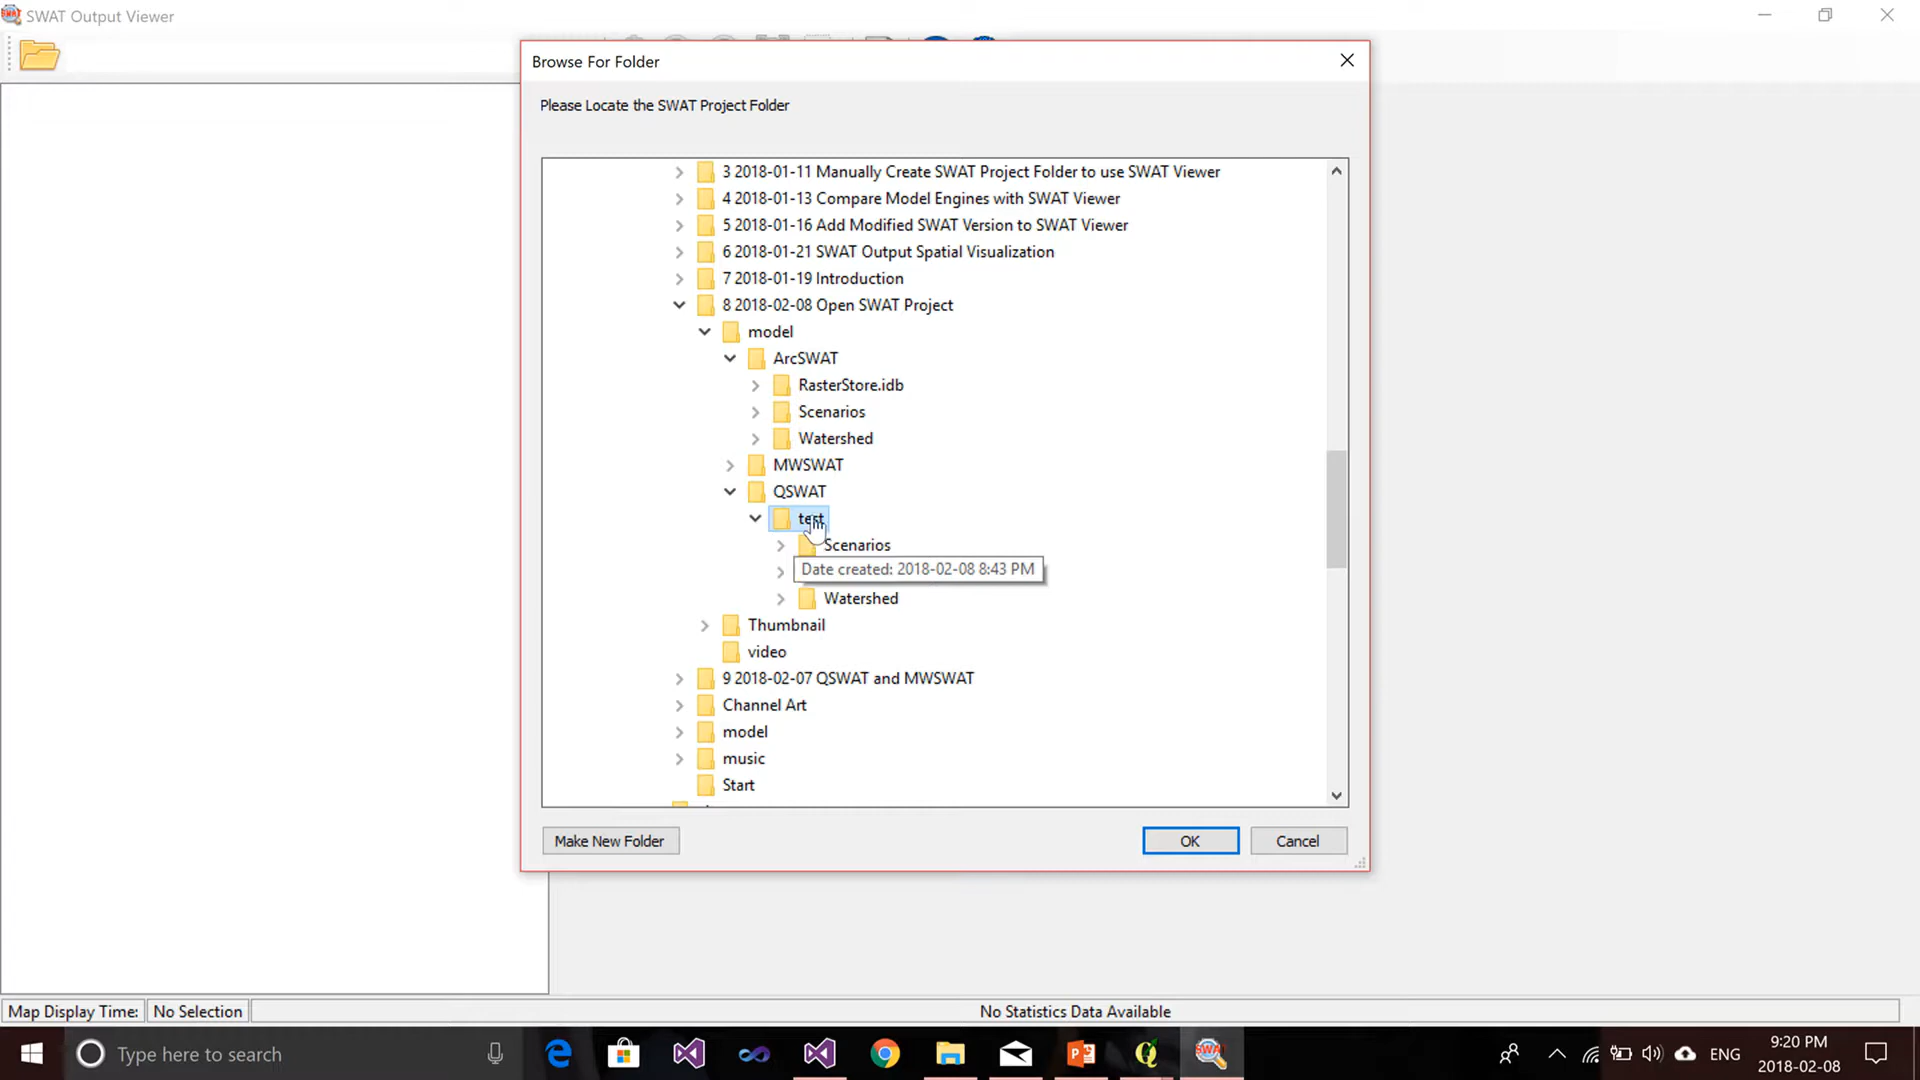 SWAT Output Viewer
Browse For Folder
Please Locate the SWAT Project Folder
3 2018-01-11 Manually Create SWAT Project Folder to use SWAT Viewer
4 2018-01-13 Compare Model Engines with SWAT Viewer
5 2018-01-16 Add Modified SWAT Version to SWAT Viewer
6 2018-01-21 SWAT Output Spatial Visualization
7 2018-01-19 Introduction
8 2018-02-08 Open SWAT Project
model
ArcSWAT
RasterStore.idb
Scenarios
Watershed
MWSWAT
QSWAT
test
Scenarios
Date created: 2018-02-08 8:43 PM
Watershed
Thumbnail
video
9 2018-02-07 QSWAT and MWSWAT
Channel Art
model
music
Start
Make New Folder
OK
Cancel
Map Display Time:
No Selection
No Statistics Data Available
Type here to search
SWAT
ENG
9:20 PM
2018-02-08